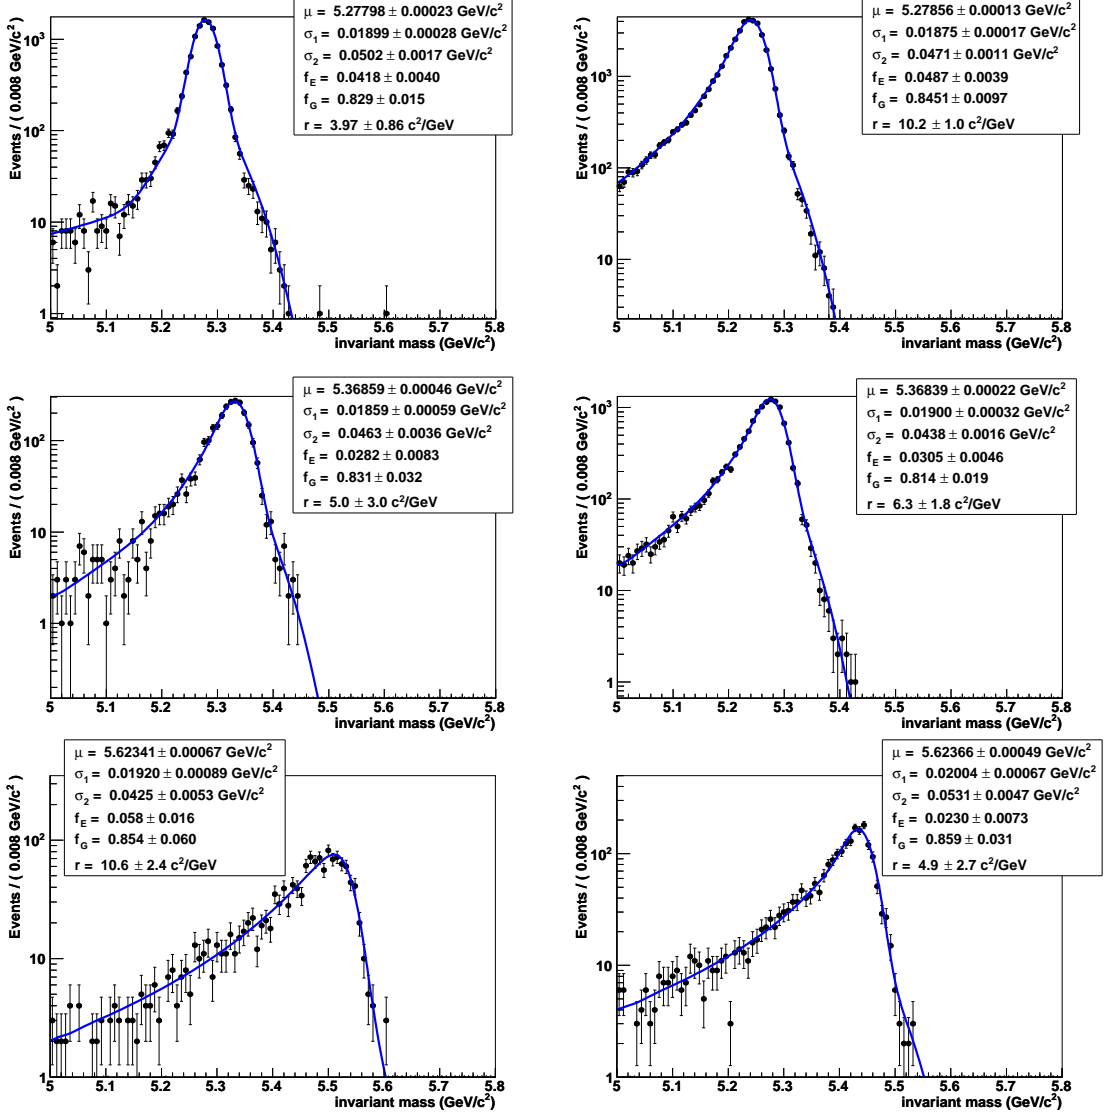 μ = 5.27798 ± 0.00023 GeV/c²
σ₁ = 0.01899 ± 0.00028 GeV/c²
σ₂ = 0.0502 ± 0.0017 GeV/c²
f_E = 0.0418 ± 0.0040
f_G = 0.829 ± 0.015
r = 3.97 ± 0.86 c²/GeV
Events / ( 0.008 GeV/c² )
10³
10²
10
1
5 5.1 5.2 5.3 5.4 5.5 5.6 5.7 5.8
invariant mass (GeV/c²)
μ = 5.27856 ± 0.00013 GeV/c²
σ₁ = 0.01875 ± 0.00017 GeV/c²
σ₂ = 0.0471 ± 0.0011 GeV/c²
f_E = 0.0487 ± 0.0039
f_G = 0.8451 ± 0.0097
r = 10.2 ± 1.0 c²/GeV
Events / ( 0.008 GeV/c² )
10³
10²
10
5 5.1 5.2 5.3 5.4 5.5 5.6 5.7 5.8
invariant mass (GeV/c²)
μ = 5.36859 ± 0.00046 GeV/c²
σ₁ = 0.01859 ± 0.00059 GeV/c²
σ₂ = 0.0463 ± 0.0036 GeV/c²
f_E = 0.0282 ± 0.0083
f_G = 0.831 ± 0.032
r = 5.0 ± 3.0 c²/GeV
Events / ( 0.008 GeV/c² )
10²
10
1
5 5.1 5.2 5.3 5.4 5.5 5.6 5.7 5.8
invariant mass (GeV/c²)
μ = 5.36839 ± 0.00022 GeV/c²
σ₁ = 0.01900 ± 0.00032 GeV/c²
σ₂ = 0.0438 ± 0.0016 GeV/c²
f_E = 0.0305 ± 0.0046
f_G = 0.814 ± 0.019
r = 6.3 ± 1.8 c²/GeV
Events / ( 0.008 GeV/c² )
10³
10²
10
1
5 5.1 5.2 5.3 5.4 5.5 5.6 5.7 5.8
invariant mass (GeV/c²)
μ = 5.62341 ± 0.00067 GeV/c²
σ₁ = 0.01920 ± 0.00089 GeV/c²
σ₂ = 0.0425 ± 0.0053 GeV/c²
f_E = 0.058 ± 0.016
f_G = 0.854 ± 0.060
r = 10.6 ± 2.4 c²/GeV
Events / ( 0.008 GeV/c² )
10²
10
1
5 5.1 5.2 5.3 5.4 5.5 5.6 5.7 5.8
invariant mass (GeV/c²)
μ = 5.62366 ± 0.00049 GeV/c²
σ₁ = 0.02004 ± 0.00067 GeV/c²
σ₂ = 0.0531 ± 0.0047 GeV/c²
f_E = 0.0230 ± 0.0073
f_G = 0.859 ± 0.031
r = 4.9 ± 2.7 c²/GeV
Events / ( 0.008 GeV/c² )
10²
10
1
5 5.1 5.2 5.3 5.4 5.5 5.6 5.7 5.8
invariant mass (GeV/c²)